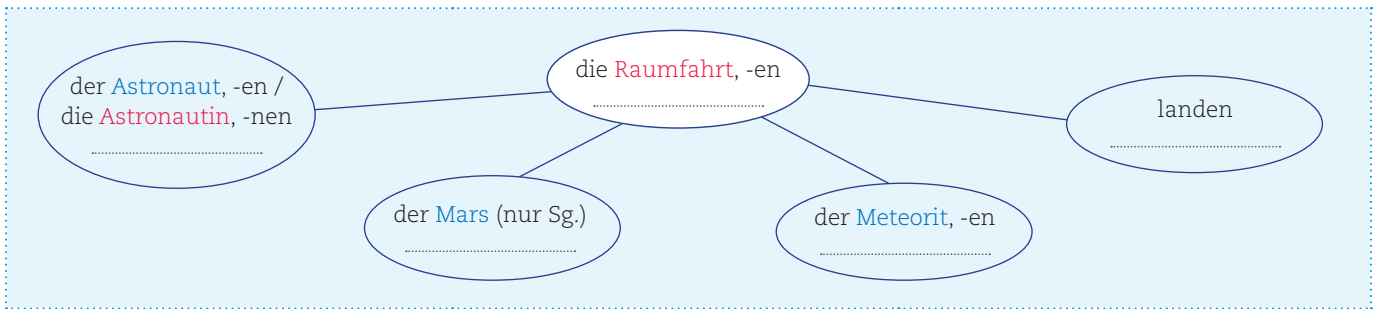 der Astronaut, -en /
die Astronautin, -nen
die Raumfahrt, -en
landen
der Mars (nur Sg.)
der Meteorit, -en